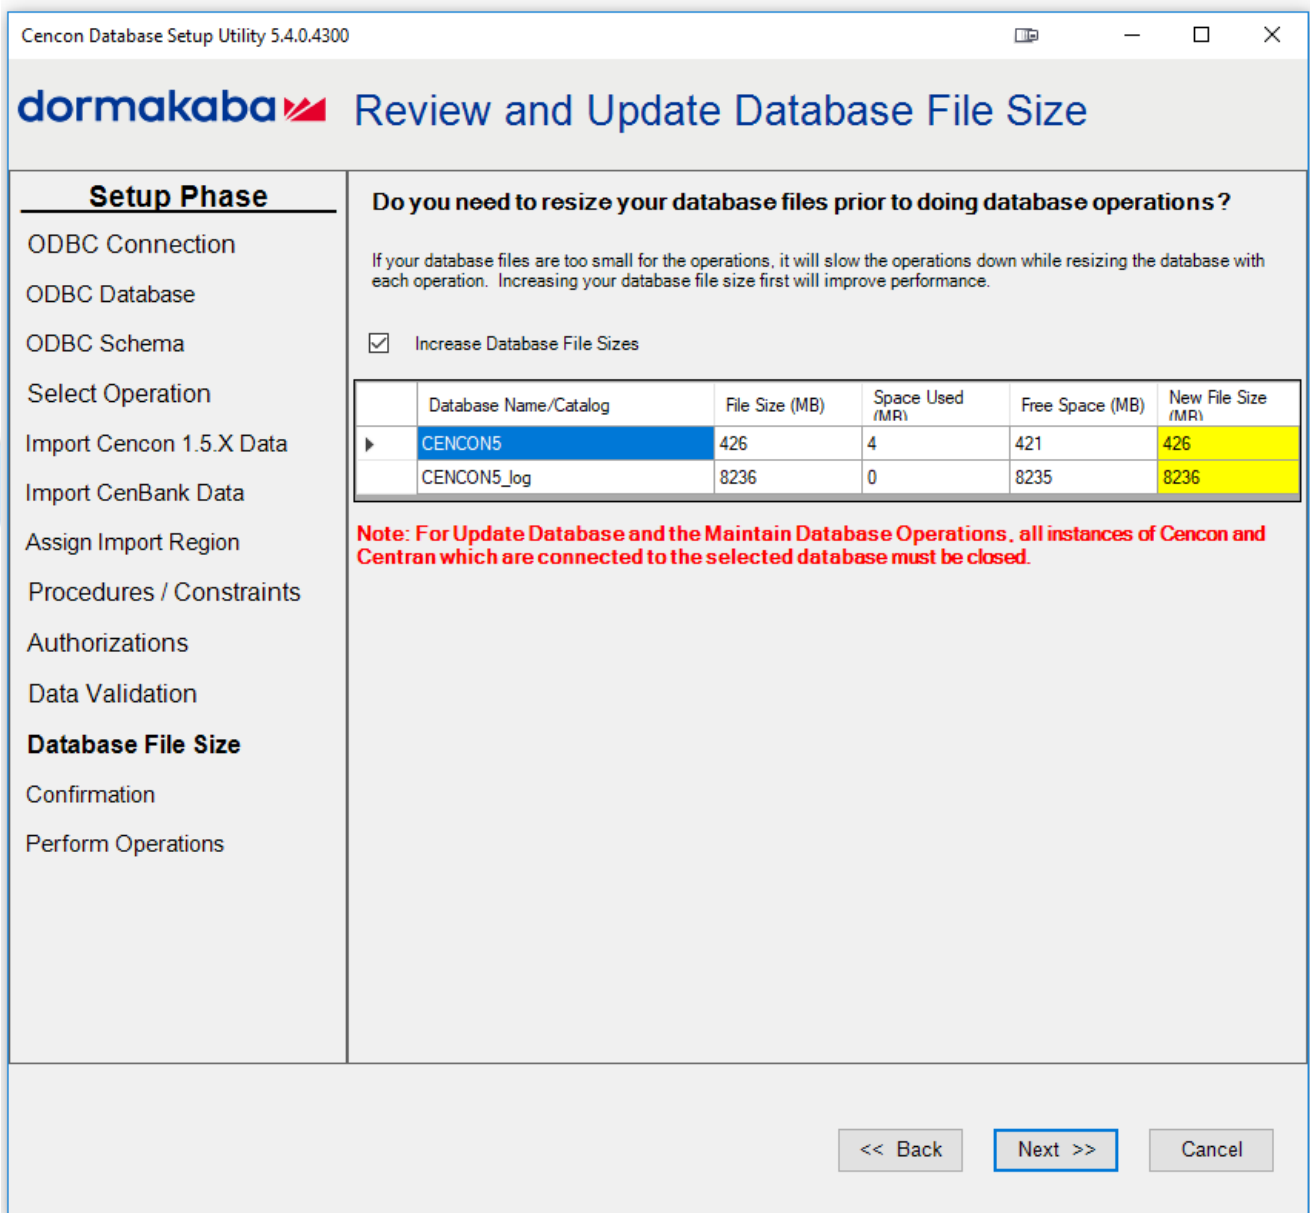 Cencon Database Setup Utility 5.4.0.4300
dormakaba Review and Update Database File Size
Setup Phase
ODBC Connection
ODBC Database
ODBC Schema
Select Operation
Import Cencon 1.5.X Data
Import CenBank Data
Assign Import Region
Procedures / Constraints
Authorizations
Data Validation
Database File Size
Confirmation
Perform Operations
Do you need to resize your database files prior to doing database operations?
If your database files are too small for the operations, it will slow the operations down while resizing the database with
each operation. Increasing your database file size first will improve performance.
Increase Database File Sizes
Database Name/Catalog File Size (MB) Space Used (MB) Free Space (MB) New File Size (MB)
CENCON5 426 4 421 426
CENCON5_log 8236 0 8235 8236
Note: For Update Database and the Maintain Database Operations, all instances of Cencon and
Centran which are connected to the selected database must be closed.
<< Back Next >> Cancel